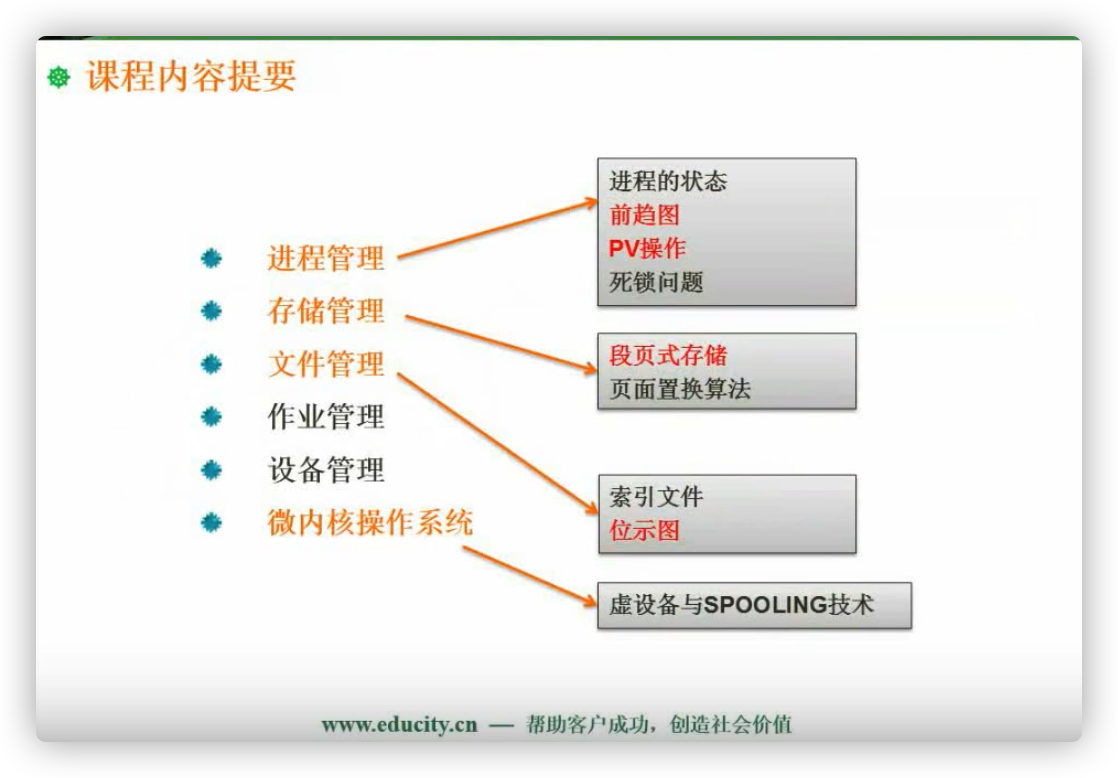 课程内容提要
进程管理
存储管理
文件管理
作业管理
设备管理
微内核操作系统
进程的状态
前趋图
PV操作
死锁问题
段页式存储
页面置换算法
索引文件
位示图
虚设备与SPOOLING技术
www.educity.cn — 帮助客户成功，创造社会价值